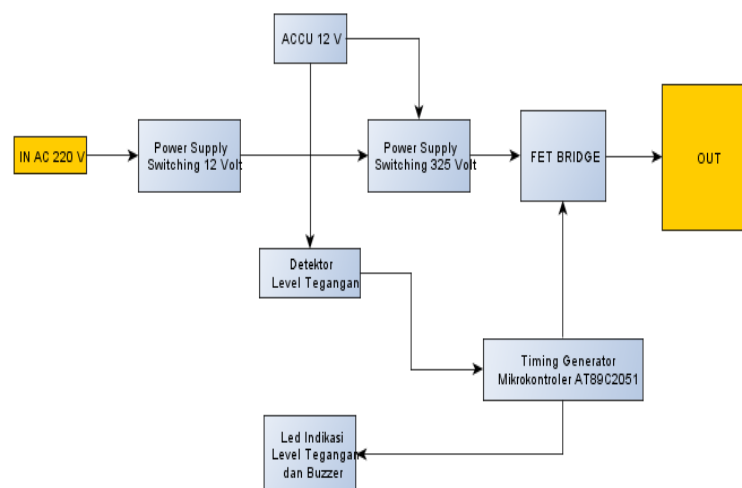 ACCU 12 V
IN AC 220 V
Power Supply
Switching 12 Volt
Power Supply
Switching 325 Volt
FET BRIDGE
OUT
Detektor
Level Tegangan
Timing Generator
Mikrokontroler AT89C2051
Led Indikasi
Level Tegangan
dan Buzzer